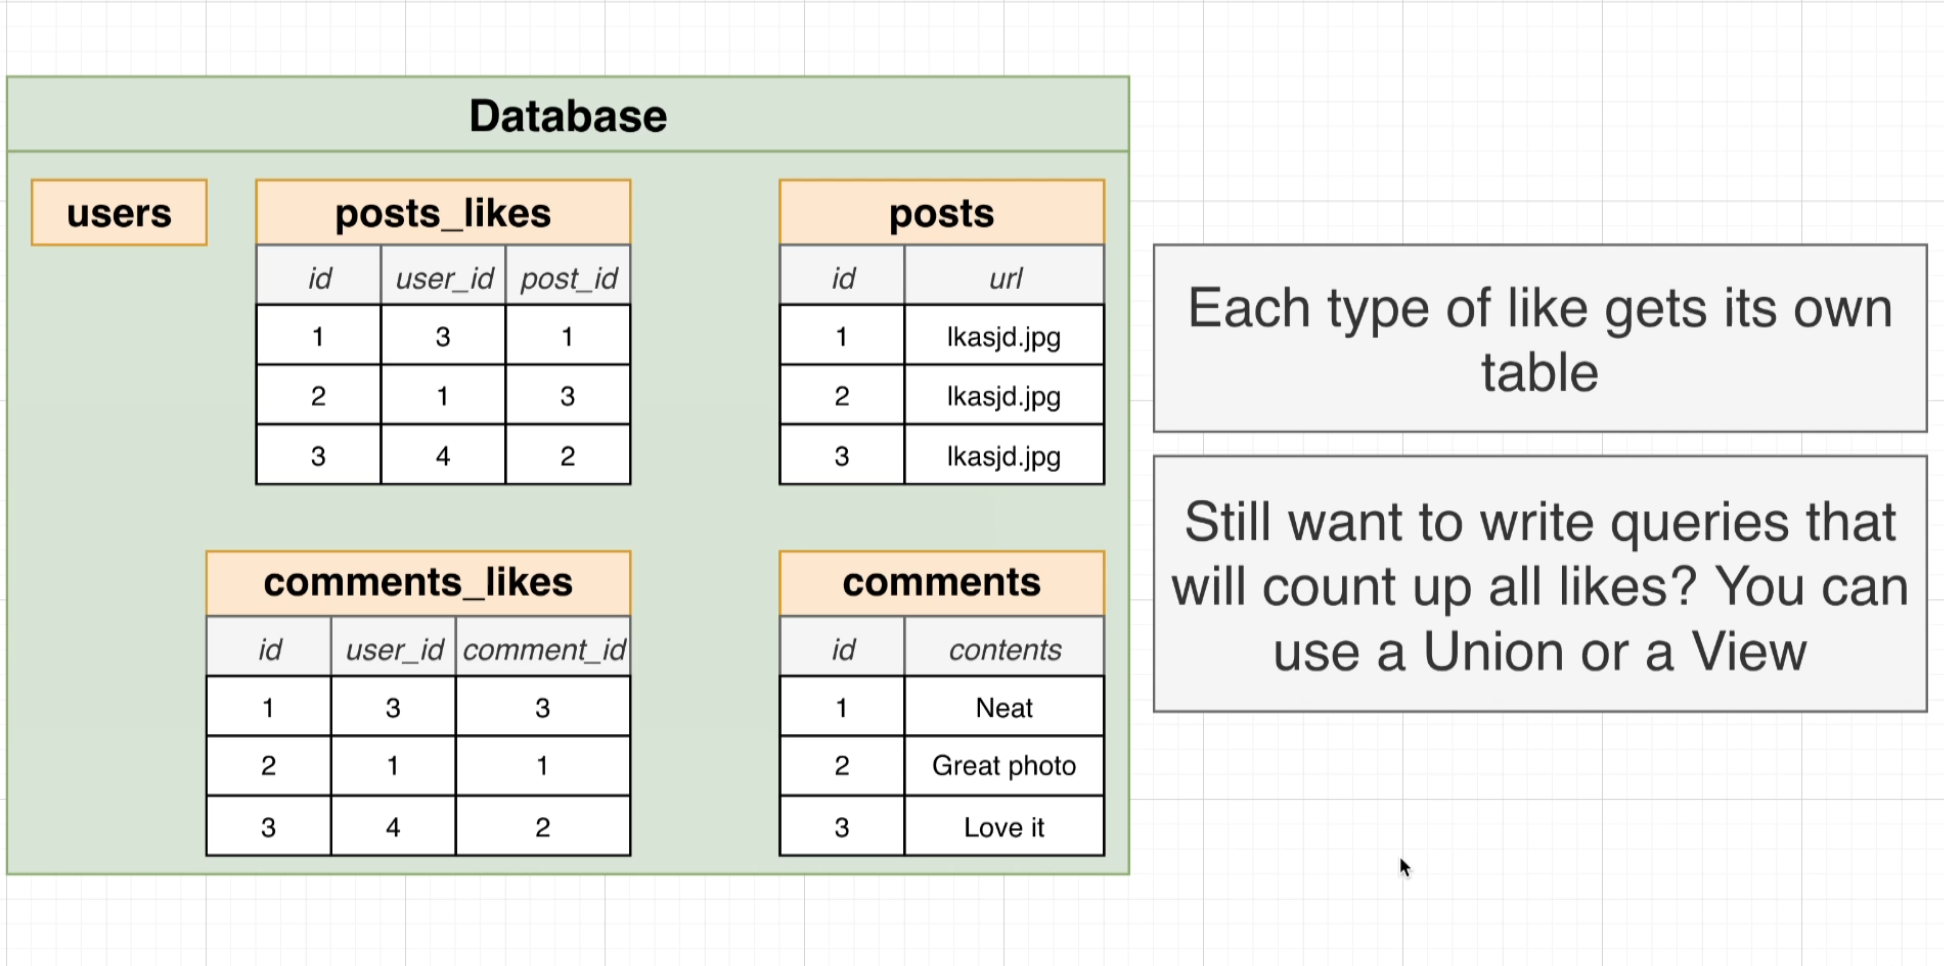 Database
users
posts_likes
id user_id post_id
1 3 1
2 1 3
3 4 2
posts
id url
1 lkasjd.jpg
2 lkasjd.jpg
3 lkasjd.jpg
comments_likes
id user_id comment_id
1 3 3
2 1 1
3 4 2
comments
id contents
1 Neat
2 Great photo
3 Love it
Each type of like gets its own
table
Still want to write queries that
will count up all likes? You can
use a Union or a View